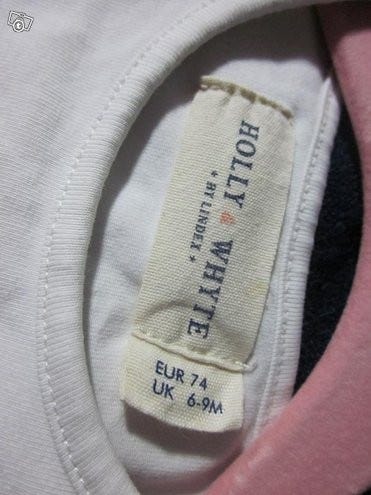 HOLLY & WHYTE
* BY LINDEX *
EUR 74
UK 6-9M